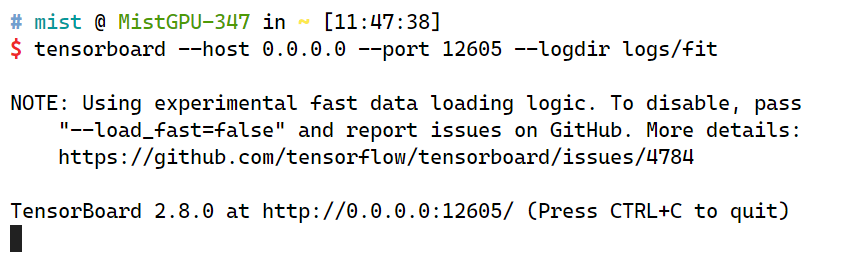 # mist @ MistGPU-347 in ~ [11:47:38]
$ tensorboard --host 0.0.0.0 --port 12605 --logdir logs/fit
NOTE: Using experimental fast data loading logic. To disable, pass
"--load_fast=false" and report issues on GitHub. More details:
https://github.com/tensorflow/tensorboard/issues/4784
TensorBoard 2.8.0 at http://0.0.0.0:12605/ (Press CTRL+C to quit)